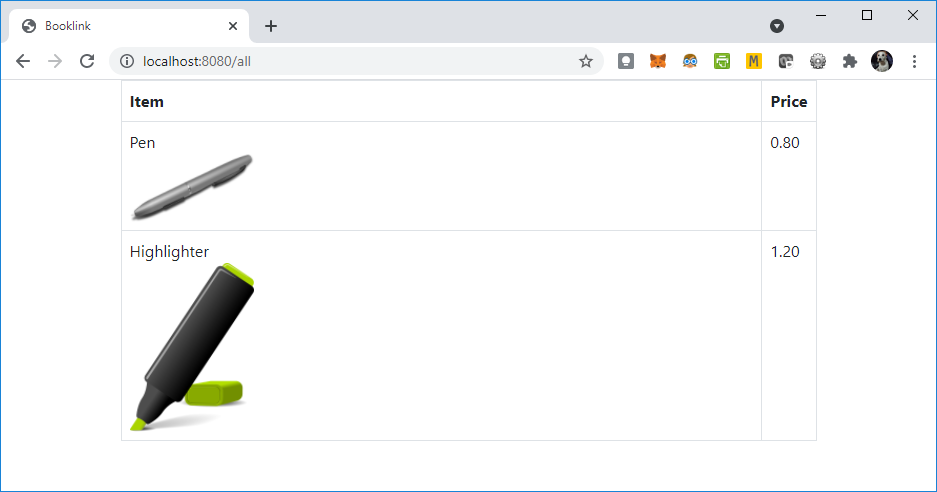 Booklink
localhost:8080/all
M
Item Price
Pen 0.80
Highlighter 1.20